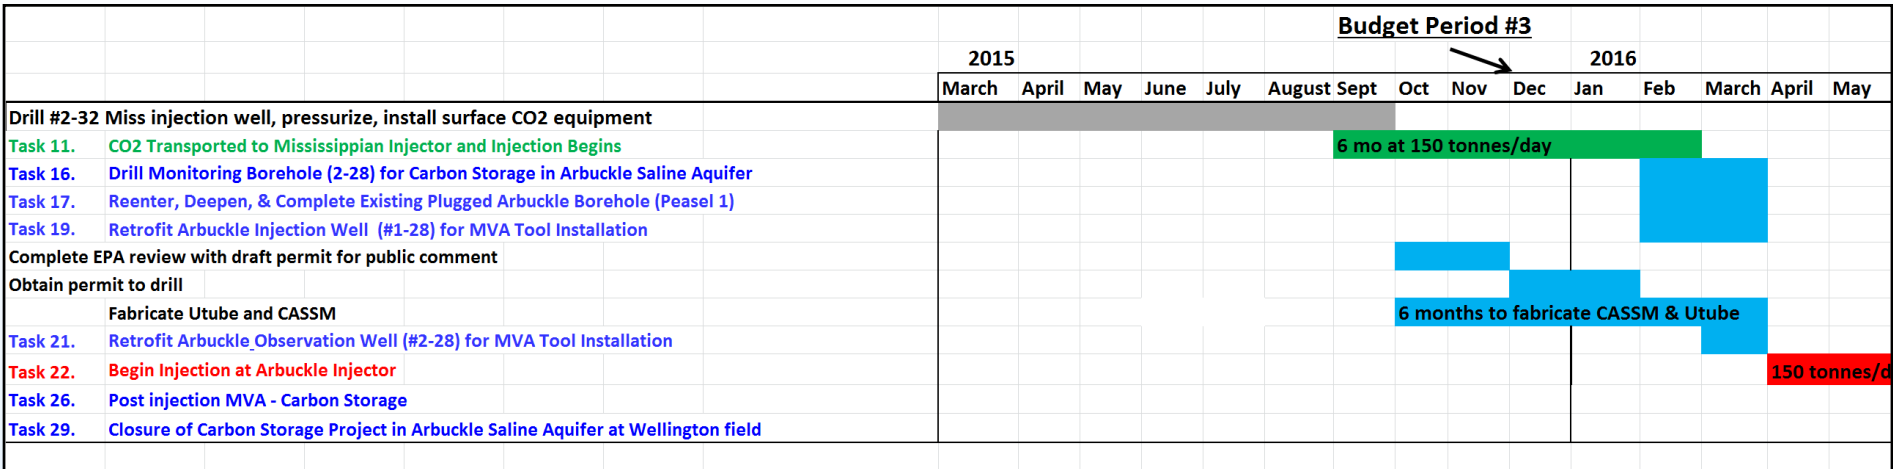 Budget Period #3
2015 2016
March April May June July August Sept Oct Nov Dec Jan Feb March April May
Drill #2-32 Miss injection well, pressurize, install surface CO2 equipment
Task 11. CO2 Transported to Mississippian Injector and Injection Begins 6 mo at 150 tonnes/day
Task 16. Drill Monitoring Borehole (2-28) for Carbon Storage in Arbuckle Saline Aquifer
Task 17. Reenter, Deepen, & Complete Existing Plugged Arbuckle Borehole (Peasel 1)
Task 19. Retrofit Arbuckle Injection Well (#1-28) for MVA Tool Installation
Complete EPA review with draft permit for public comment
Obtain permit to drill
Fabricate Utube and CASSM 6 months to fabricate CASSM & Utube
Task 21. Retrofit Arbuckle Observation Well (#2-28) for MVA Tool Installation
Task 22. Begin Injection at Arbuckle Injector 150 tonnes/d
Task 26. Post injection MVA - Carbon Storage
Task 29. Closure of Carbon Storage Project in Arbuckle Saline Aquifer at Wellington field